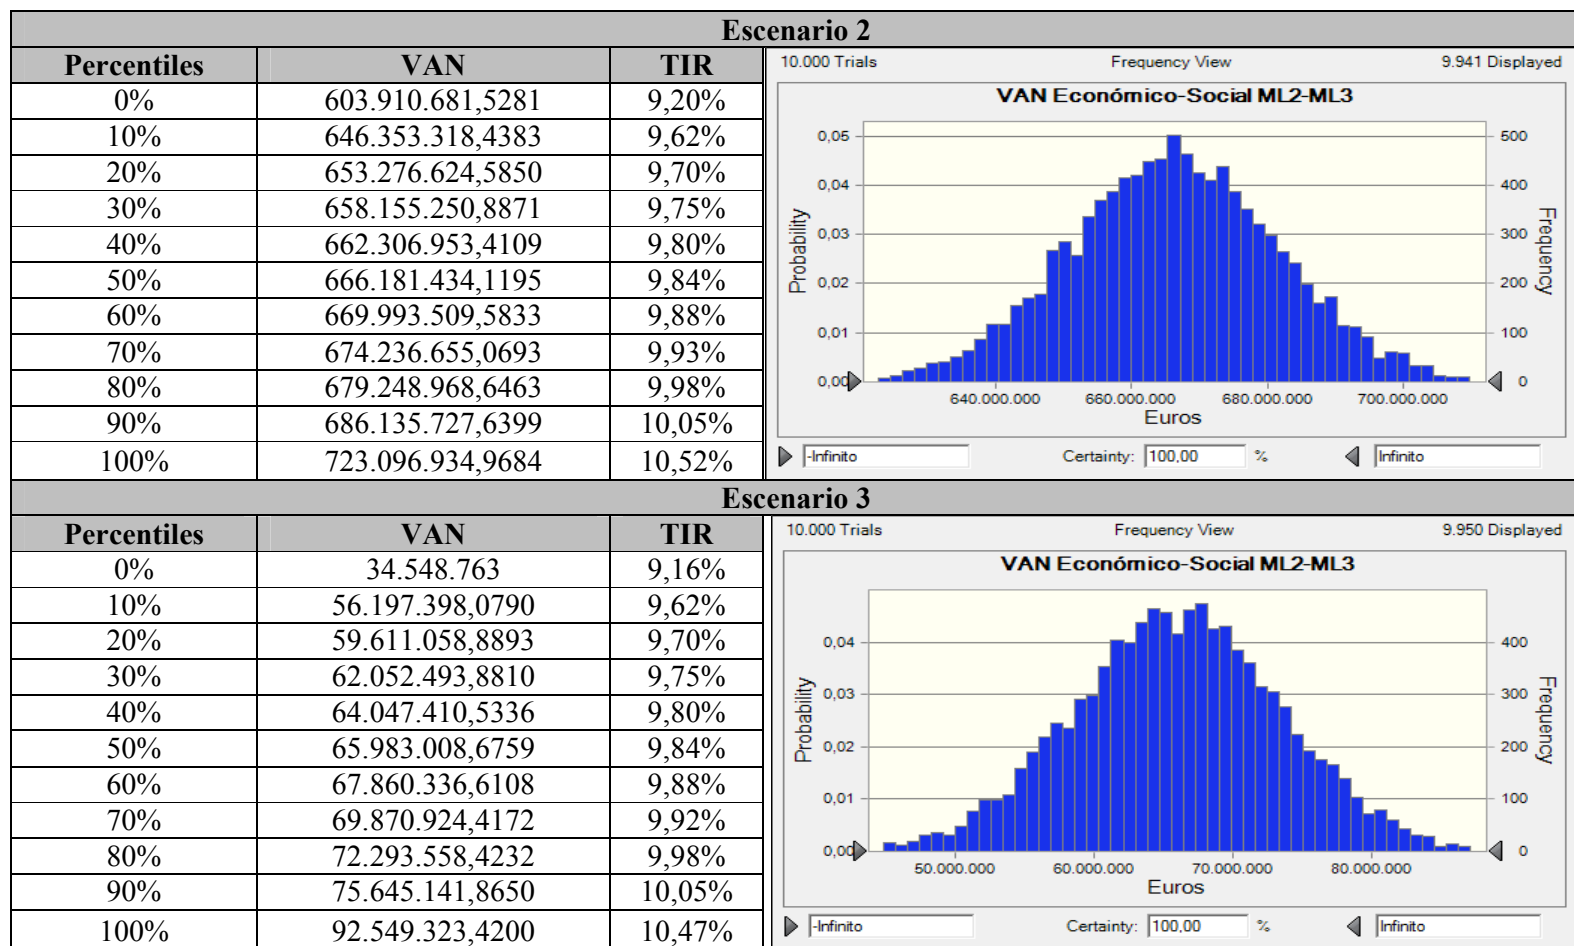 Escenario 2
Percentiles VAN TIR
0% 603.910.681,5281 9,20%
10% 646.353.318,4383 9,62%
20% 653.276.624,5850 9,70%
30% 658.155.250,8871 9,75%
40% 662.306.953,4109 9,80%
50% 666.181.434,1195 9,84%
60% 669.993.509,5833 9,88%
70% 674.236.655,0693 9,93%
80% 679.248.968,6463 9,98%
90% 686.135.727,6399 10,05%
100% 723.096.934,9684 10,52%
10.000 Trials Frequency View 9.941 Displayed
VAN Económico-Social ML2-ML3
0,05 500
0,04 400
0,03 300
0,02 200
0,01 100
0,00 0
Probability
Frequency
640.000.000 660.000.000 680.000.000 700.000.000
Euros
-Infinito Certainty: 100,00 % Infinito
Escenario 3
Percentiles VAN TIR
0% 34.548.763 9,16%
10% 56.197.398,0790 9,62%
20% 59.611.058,8893 9,70%
30% 62.052.493,8810 9,75%
40% 64.047.410,5336 9,80%
50% 65.983.008,6759 9,84%
60% 67.860.336,6108 9,88%
70% 69.870.924,4172 9,92%
80% 72.293.558,4232 9,98%
90% 75.645.141,8650 10,05%
100% 92.549.323,4200 10,47%
10.000 Trials Frequency View 9.950 Displayed
VAN Económico-Social ML2-ML3
0,04 400
0,03 300
0,02 200
0,01 100
0,00 0
Probability
Frequency
50.000.000 60.000.000 70.000.000 80.000.000
Euros
-Infinito Certainty: 100,00 % Infinito